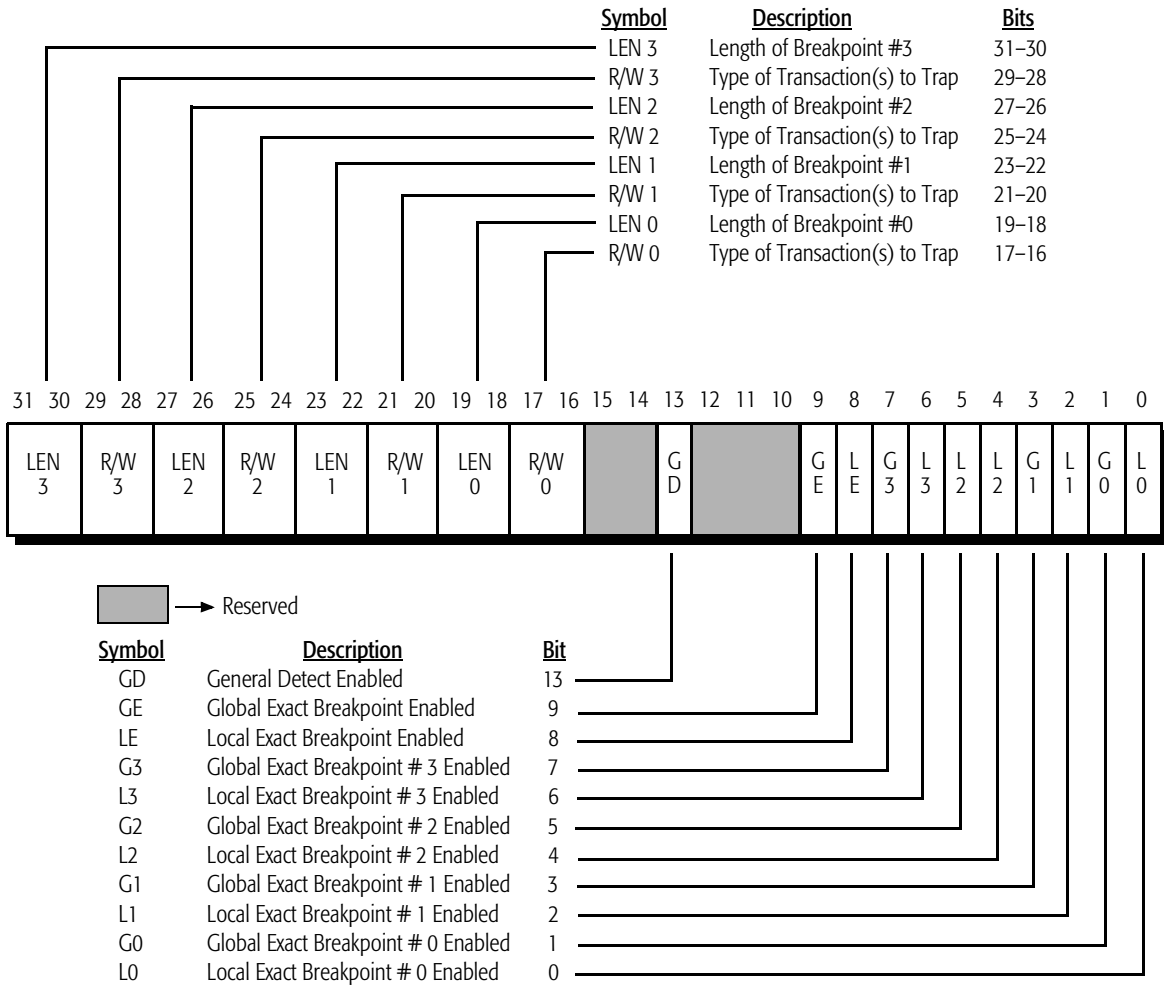 Symbol Description Bits
LEN 3 Length of Breakpoint #3 31–30
R/W 3 Type of Transaction(s) to Trap 29–28
LEN 2 Length of Breakpoint #2 27–26
R/W 2 Type of Transaction(s) to Trap 25–24
LEN 1 Length of Breakpoint #1 23–22
R/W 1 Type of Transaction(s) to Trap 21–20
LEN 0 Length of Breakpoint #0 19–18
R/W 0 Type of Transaction(s) to Trap 17–16
31 30 29 28 27 26 25 24 23 22 21 20 19 18 17 16 15 14 13 12 11 10 9 8 7 6 5 4 3 2 1 0
LEN R/W LEN R/W LEN R/W LEN R/W G G L G L L L G L G L
3 3 2 2 1 1 0 0 D E E 3 3 2 2 1 1 0 0
Reserved
Symbol Description Bit
GD General Detect Enabled 13
GE Global Exact Breakpoint Enabled 9
LE Local Exact Breakpoint Enabled 8
G3 Global Exact Breakpoint # 3 Enabled 7
L3 Local Exact Breakpoint # 3 Enabled 6
G2 Global Exact Breakpoint # 2 Enabled 5
L2 Local Exact Breakpoint # 2 Enabled 4
G1 Global Exact Breakpoint # 1 Enabled 3
L1 Local Exact Breakpoint # 1 Enabled 2
G0 Global Exact Breakpoint # 0 Enabled 1
L0 Local Exact Breakpoint # 0 Enabled 0